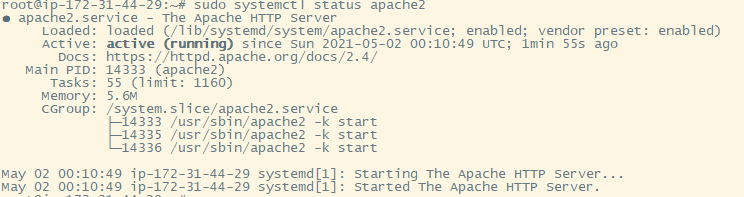 root@ip-172-31-44-29:~# sudo systemctl status apache2
● apache2.service - The Apache HTTP Server
Loaded: loaded (/lib/systemd/system/apache2.service; enabled; vendor preset: enabled)
Active: active (running) since Sun 2021-05-02 00:10:49 UTC; 1min 55s ago
Docs: https://httpd.apache.org/docs/2.4/
Main PID: 14333 (apache2)
Tasks: 55 (limit: 1160)
Memory: 5.6M
CGroup: /system.slice/apache2.service
├─14333 /usr/sbin/apache2 -k start
├─14335 /usr/sbin/apache2 -k start
└─14336 /usr/sbin/apache2 -k start
May 02 00:10:49 ip-172-31-44-29 systemd[1]: Starting The Apache HTTP Server...
May 02 00:10:49 ip-172-31-44-29 systemd[1]: Started The Apache HTTP Server.